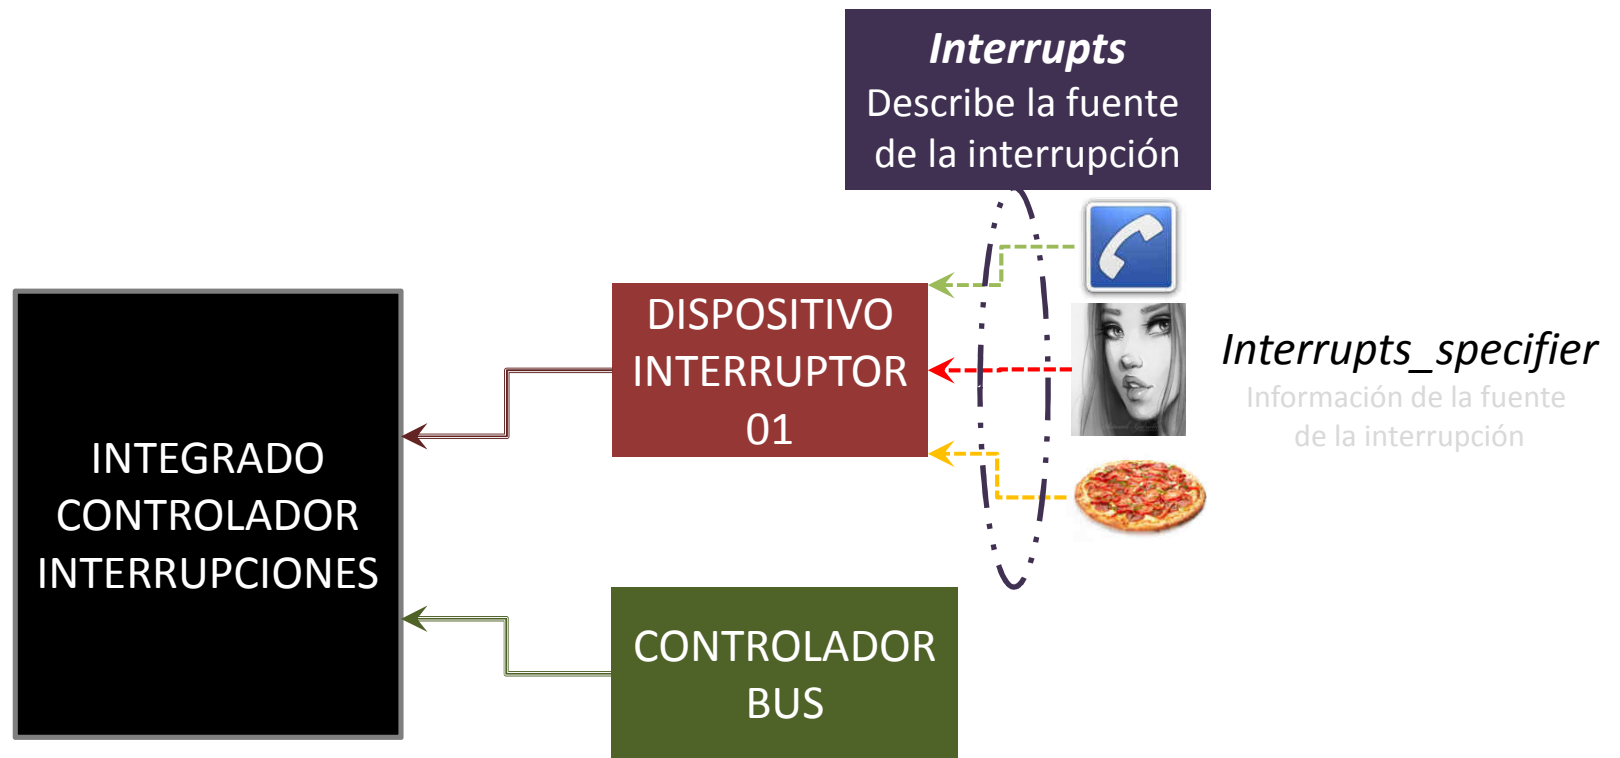 Interrupts
Describe la fuente
de la interrupción
DISPOSITIVO
INTERRUPTOR
01
Interrupts_specifier
Información de la fuente
de la interrupción
INTEGRADO
CONTROLADOR
INTERRUPCIONES
CONTROLADOR
BUS